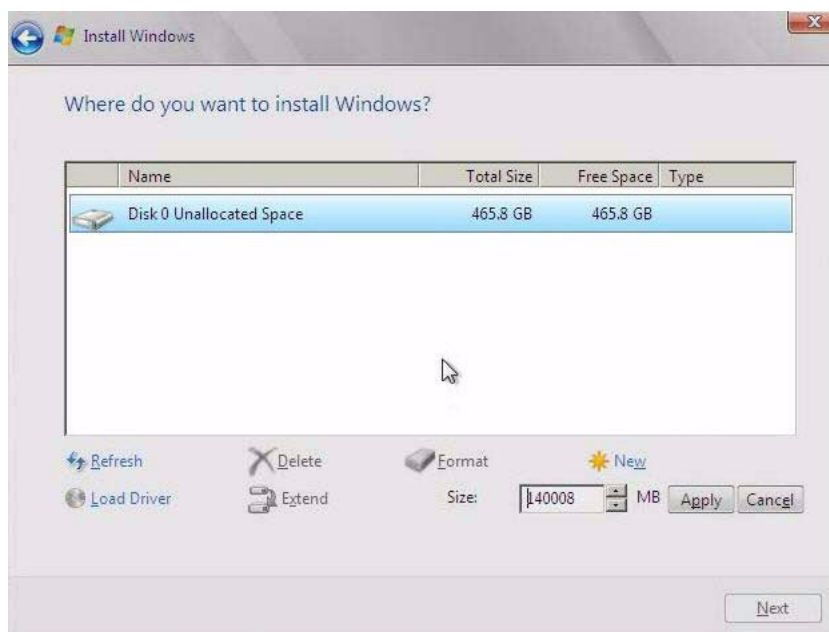 Install Windows
Where do you want to install Windows?
Name Total Size Free Space Type
Disk 0 Unallocated Space 465.8 GB 465.8 GB
Refresh Delete Format New
Load Driver Extend Size: 140008 MB Apply Cancel
Next